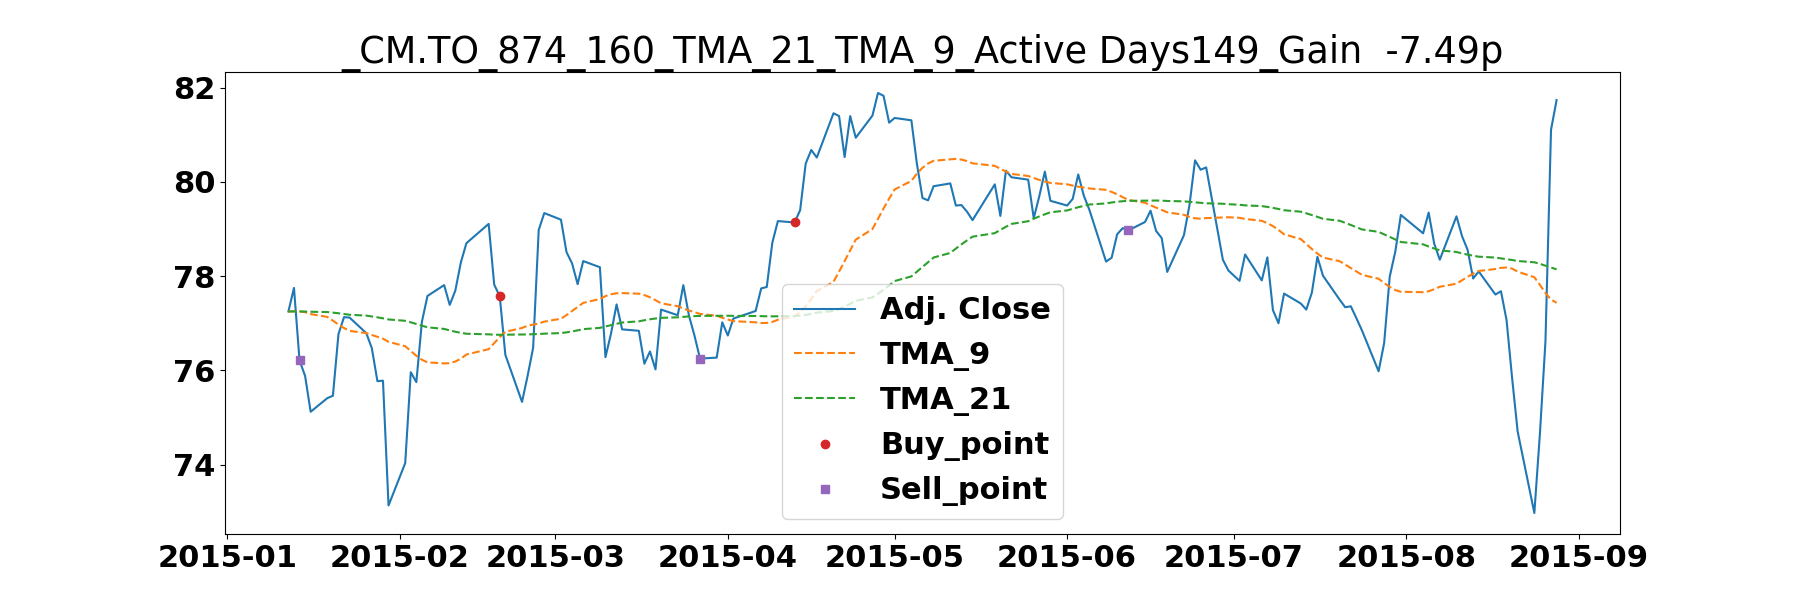 _CM.TO_874_160_TMA_21_TMA_9_Active Days149_Gain  -7.49p
82
80
78
76
74
Adj. Close
TMA_9
TMA_21
Buy_point
Sell_point
2015-01 2015-02 2015-03 2015-04 2015-05 2015-06 2015-07 2015-08 2015-09